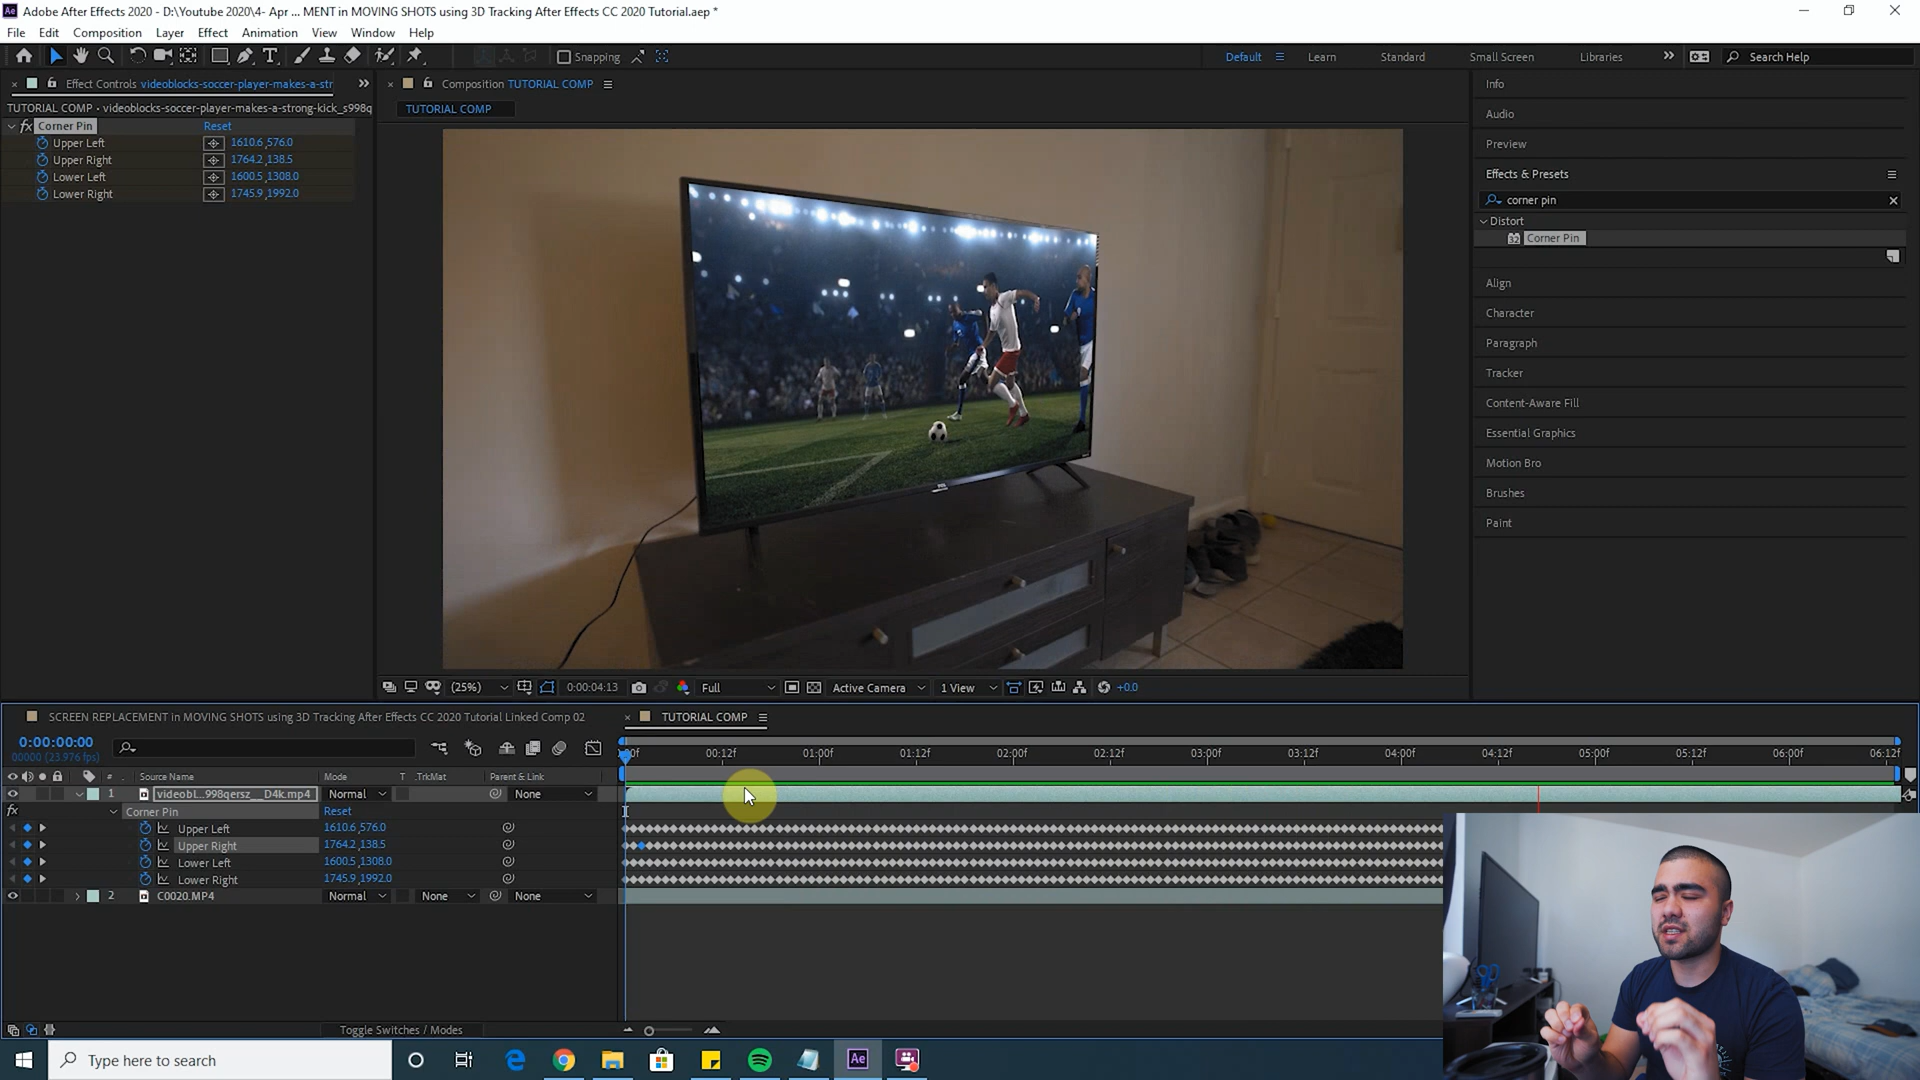 Adobe After Effects 2020 - D:\Youtube 2020\4- Apr ... MENT in MOVING SHOTS using 3D Tracking After Effects CC 2020 Tutorial.aep *
File Edit Composition Layer Effect Animation View Window Help
Snapping Default Learn Standard Small Screen Libraries Search Help
Effect Controls videoblocks-soccer-player-makes-a-str
Composition TUTORIAL COMP
TUTORIAL COMP • videoblocks-soccer-player-makes-a-strong-kick_s998q
TUTORIAL COMP
fx Corner Pin Reset
Upper Left 1610.6,576.0
Upper Right 1764.2,138.5
Lower Left 1600.5,1308.0
Lower Right 1745.9,1992.0
Info
Audio
Preview
Effects & Presets
corner pin
Distort
32 Corner Pin
Align
Character
Paragraph
Tracker
Content-Aware Fill
Essential Graphics
Motion Bro
Brushes
Paint
(25%) 0:00:04:13 Full Active Camera 1 View +0.0
SCREEN REPLACEMENT in MOVING SHOTS using 3D Tracking After Effects CC 2020 Tutorial Linked Comp 02
TUTORIAL COMP
0:00:00:00
00000 (23.976 fps)
00:12f 01:00f 01:12f 02:00f 02:12f 03:00f 03:12f 04:00f 04:12f 05:00f 05:12f 06:00f 06:12f
# Source Name Mode T .TrkMat Parent & Link
1 videobl...998qersz__D4k.mp4 Normal None
fx Corner Pin Reset
Upper Left 1610.6,576.0
Upper Right 1764.2,138.5
Lower Left 1600.5,1308.0
Lower Right 1745.9,1992.0
2 C0020.MP4 Normal None None
Toggle Switches / Modes
Type here to search
Ae